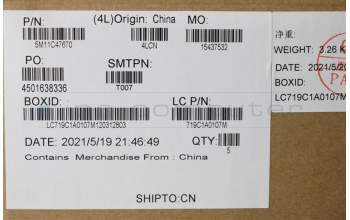 P/N: (4L)Origin: China MO:
5M11C47670 4LCN 15437532
PO: SMTPN:
4501638336 T007
BOXID: LC P/N:
LC719C1A0107M120312803 719C1A0107M
DATE: 2021/5/19 21:46:49 QTY:
5
Contains Merchandise From : China
SHIPTO:CN
净重:
WEIGHT: 3.26 K
DATE: 2021/5/20
BOXID:
LC719C1A0107M
PA